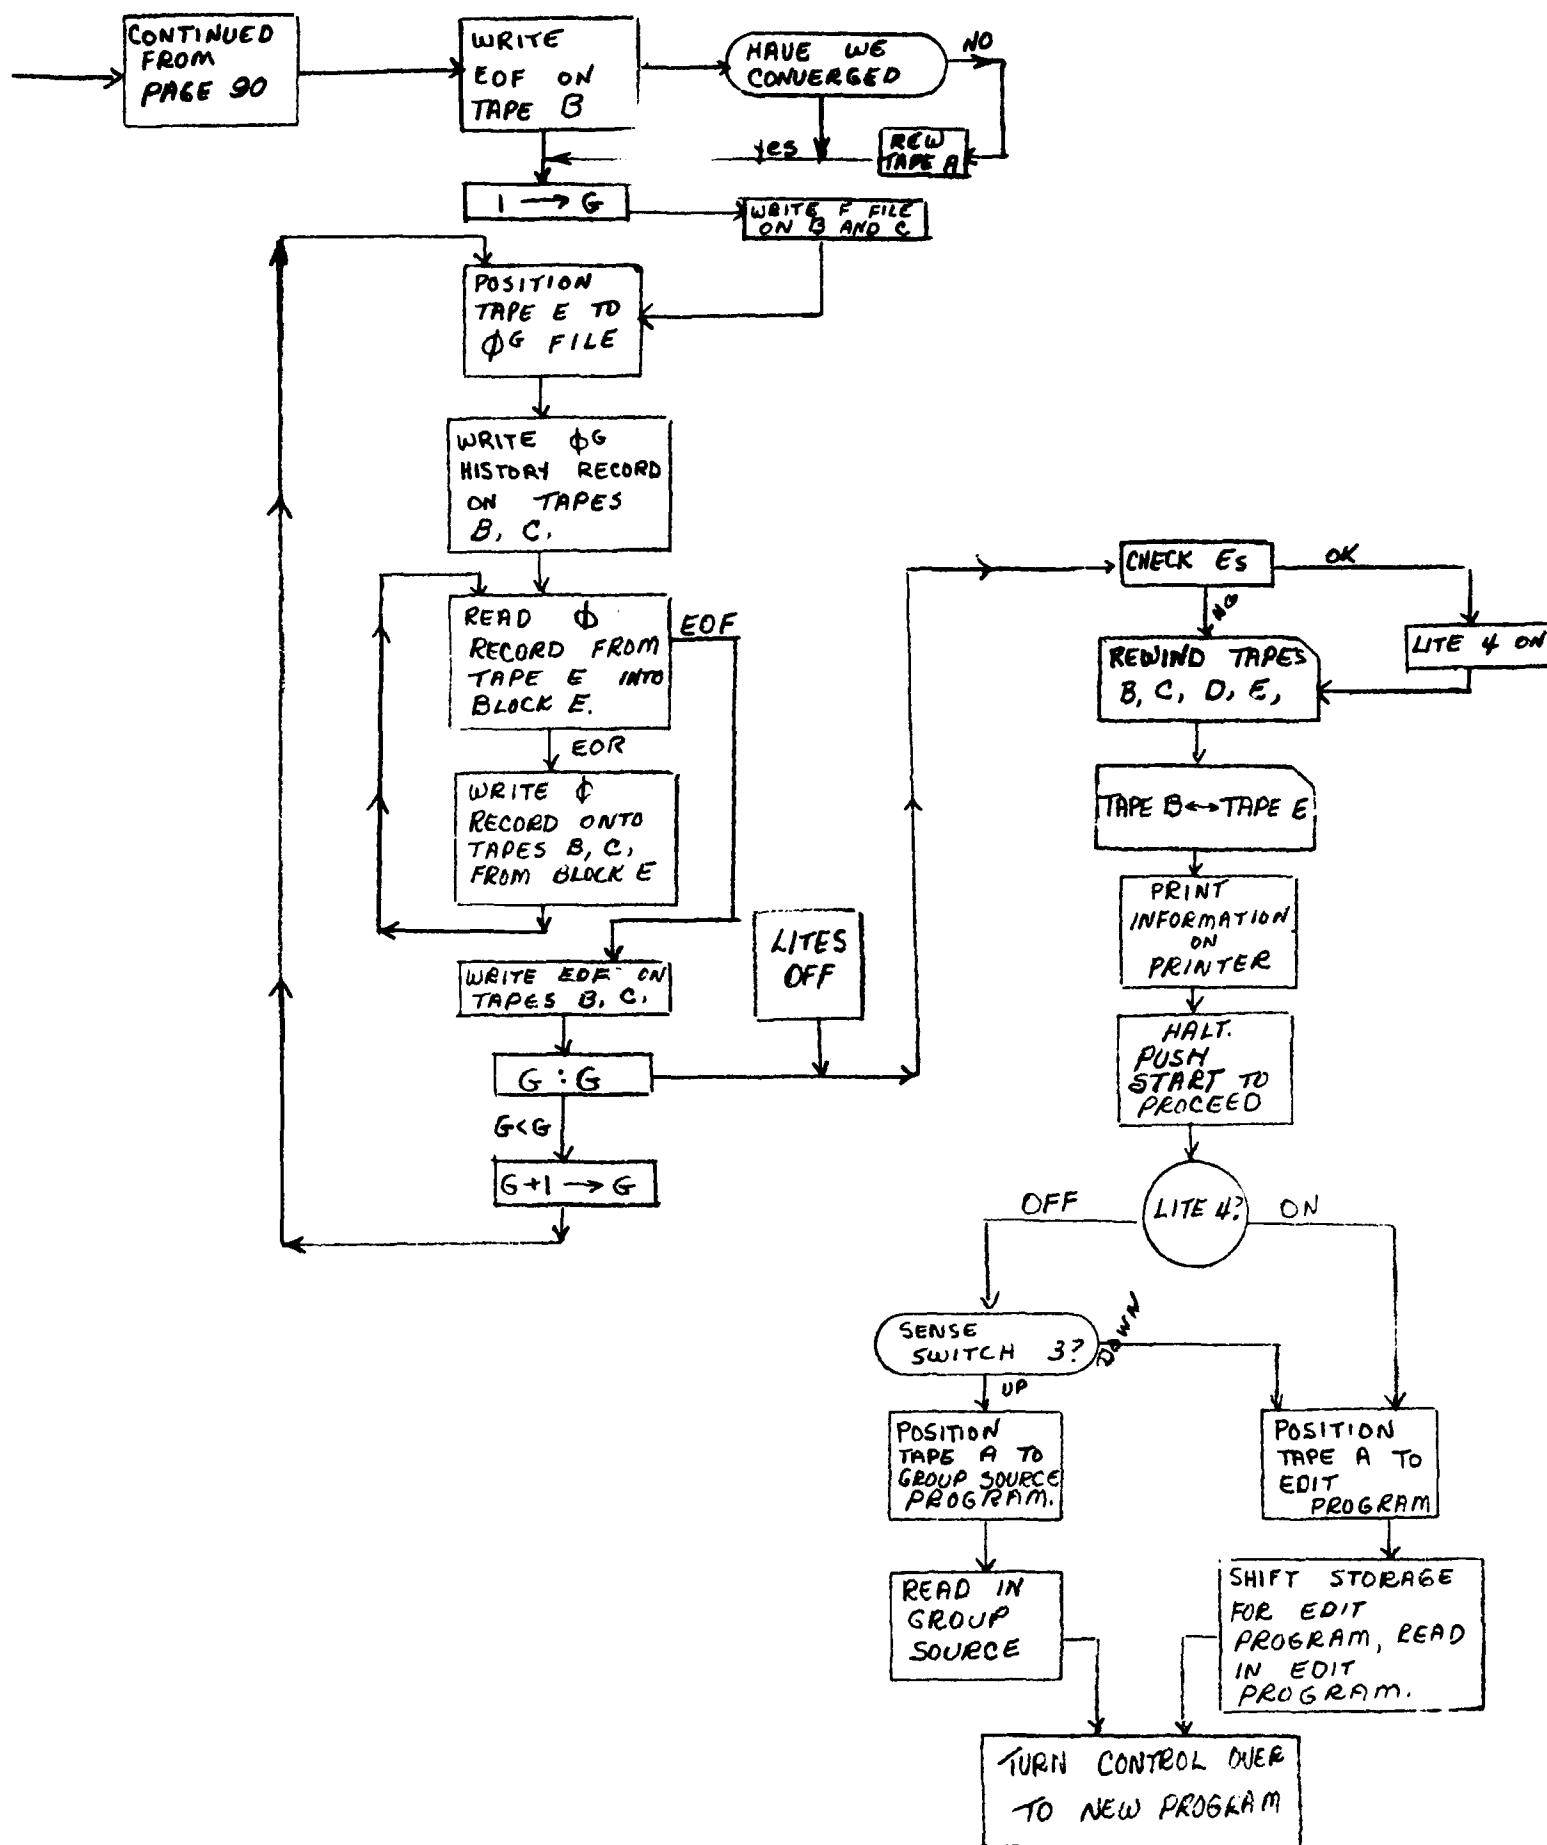 CONTINUED
FROM
PAGE 90
WRITE
EOF ON
TAPE B
HAVE WE
CONVERGED
NO
yes
REW
TAPE A
1 → G
WRITE F FILE
ON B AND C
POSITION
TAPE E TO
ϕG FILE
WRITE ϕG
HISTORY RECORD
ON TAPES
B, C.
READ ϕ
RECORD FROM
TAPE E INTO
BLOCK E.
EOF
EOR
WRITE ϕ
RECORD ONTO
TAPES B, C,
FROM BLOCK E
WRITE EOF ON
TAPES B, C.
LITES
OFF
G : G
G<G
G+1 → G
CHECK Es
OK
NG
LITE 4 ON
REWIND TAPES
B, C, D, E,
TAPE B↔TAPE E
PRINT
INFORMATION
ON
PRINTER
HALT.
PUSH
START TO
PROCEED
LITE 4?
OFF
ON
SENSE
SWITCH 3?
DOWN
UP
POSITION
TAPE A TO
GROUP SOURCE
PROGRAM.
POSITION
TAPE A TO
EDIT
PROGRAM
READ IN
GROUP
SOURCE
SHIFT STORAGE
FOR EDIT
PROGRAM, READ
IN EDIT
PROGRAM.
TURN CONTROL OVER
TO NEW PROGRAM